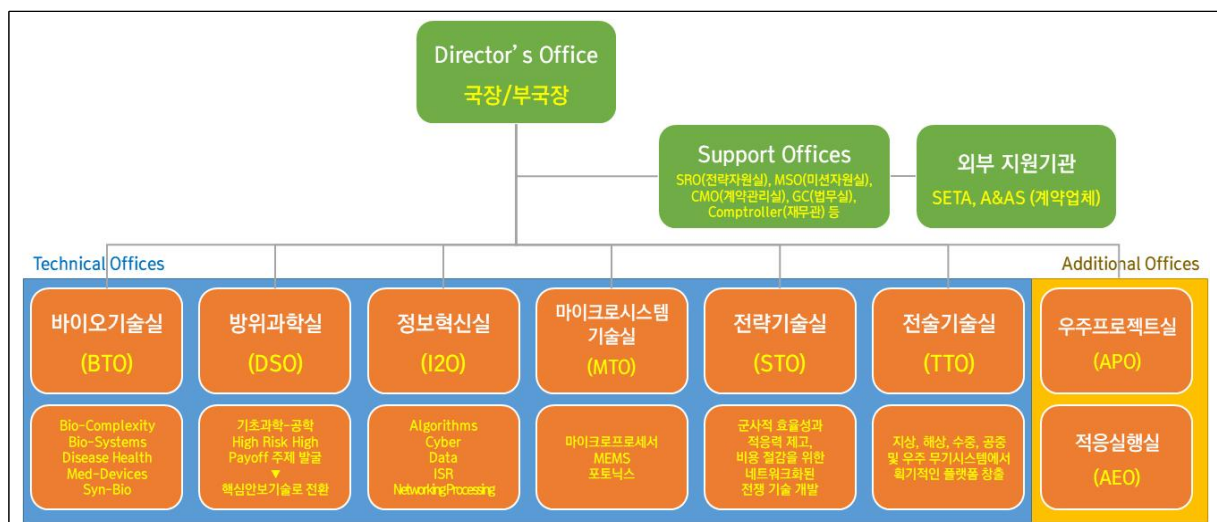 Director’s Office
국장/부국장
Support Offices
SRO(전략자원실), MSO(미션자원실),
CMO(계약관리실), GC(법무실),
Comptroller(재무관) 등
외부 지원기관
SETA, A&AS (계약업체)
Technical Offices
Additional Offices
바이오기술실
(BTO)
방위과학실
(DSO)
정보혁신실
(I2O)
마이크로시스템
기술실
(MTO)
전략기술실
(STO)
전술기술실
(TTO)
우주프로젝트실
(APO)
Bio-Complexity
Bio-Systems
Disease Health
Med-Devices
Syn-Bio
기초과학-공학
High Risk High
Payoff 주제 발굴
▼
핵심안보기술로 전환
Algorithms
Cyber
Data
ISR
Networking Processing
마이크로프로세서
MEMS
포토닉스
군사적 효율성과
적응력 제고,
비용 절감을 위한
네트워크화된
전쟁 기술 개발
지상, 해상, 수중, 공중
및 우주 무기시스템에서
획기적인 플랫폼 창출
적응실행실
(AEO)